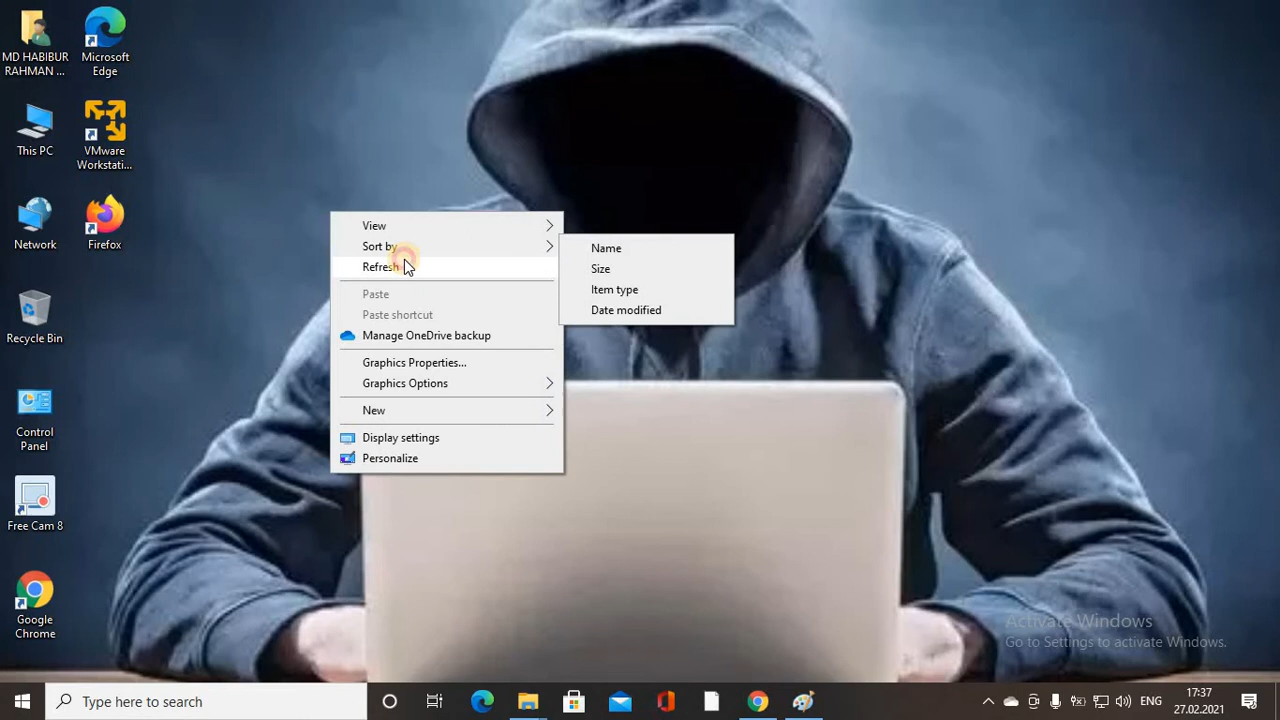 MD HABIBUR
RAHMAN ...
Microsoft
Edge
This PC
VMware
Workstati...
Network
Firefox
Recycle Bin
Control
Panel
Free Cam 8
Google
Chrome
View
Sort by
Refresh
Paste
Paste shortcut
Manage OneDrive backup
Graphics Properties...
Graphics Options
New
Display settings
Personalize
Name
Size
Item type
Date modified
Activate Windows
Go to Settings to activate Windows.
Type here to search
ENG
17:37
27.02.2021